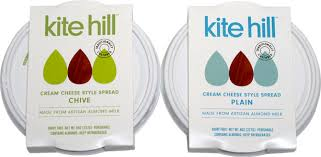 kite hill
CREAM CHEESE STYLE SPREAD
CHIVE
MADE FROM ARTISAN ALMOND MILK
kite hill
CREAM CHEESE STYLE SPREAD
PLAIN
MADE FROM ARTISAN ALMOND MILK